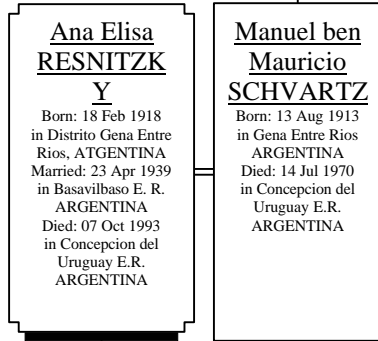 Ana Elisa
RESNITZK
Y
Born: 18 Feb 1918
in Distrito Gena Entre
Rios, ATGENTINA
Married: 23 Apr 1939
in Basavilbaso E. R.
ARGENTINA
Died: 07 Oct 1993
in Concepcion del
Uruguay E.R.
ARGENTINA
Manuel ben
Mauricio
SCHVARTZ
Born: 13 Aug 1913
in Gena Entre Rios
ARGENTINA
Died: 14 Jul 1970
in Concepcion del
Uruguay E.R.
ARGENTINA